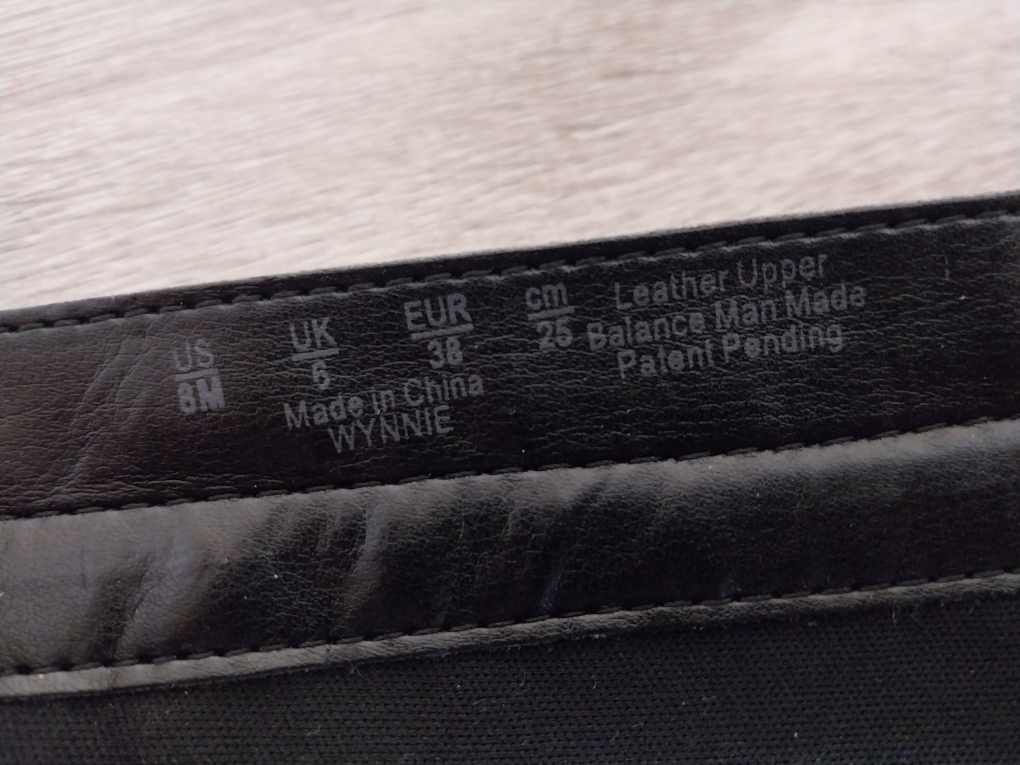 US
8M
UK
5
EUR
38
cm
25
Made in China
WYNNIE
Leather Upper
Balance Man Made
Patent Pending